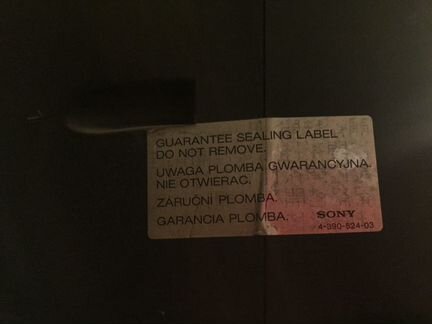 GUARANTEE SEALING LABEL
DO NOT REMOVE.
UWAGA PLOMBA GWARANCYJNA.
NIE OTWIERAC.
ZÁRUČNI PLOMBA.
GARANCIA PLOMBA.
SONY
4-390-524-03